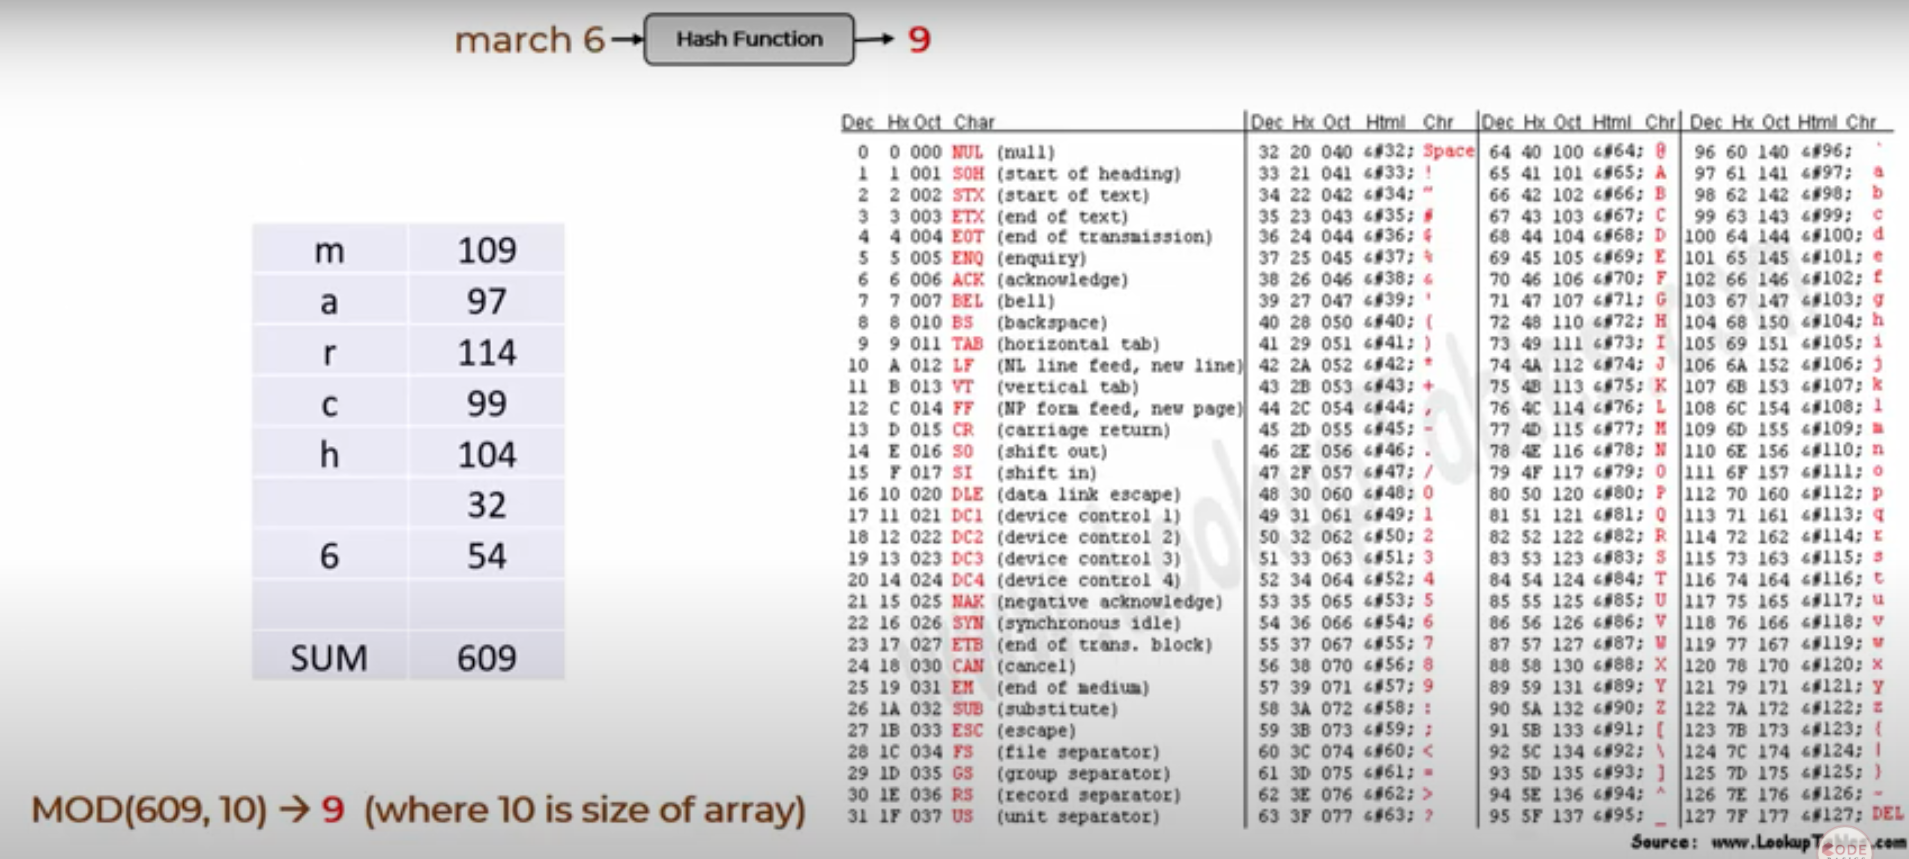 march 6 → Hash Function → 9
m 109
a 97
r 114
c 99
h 104
32
6 54
SUM 609
MOD(609, 10) → 9 (where 10 is size of array)
Dec Hx Oct Char Dec Hx Oct Html Chr Dec Hx Oct Html Chr Dec Hx Oct Html Chr
0 0 000 NUL (null) 32 20 040 &#32; Space 64 40 100 &#64; @ 96 60 140 &#96; `
1 1 001 SOH (start of heading) 33 21 041 &#33; ! 65 41 101 &#65; A 97 61 141 &#97; a
2 2 002 STX (start of text) 34 22 042 &#34; " 66 42 102 &#66; B 98 62 142 &#98; b
3 3 003 ETX (end of text) 35 23 043 &#35; # 67 43 103 &#67; C 99 63 143 &#99; c
4 4 004 EOT (end of transmission) 36 24 044 &#36; $ 68 44 104 &#68; D 100 64 144 &#100; d
5 5 005 ENQ (enquiry) 37 25 045 &#37; % 69 45 105 &#69; E 101 65 145 &#101; e
6 6 006 ACK (acknowledge) 38 26 046 &#38; & 70 46 106 &#70; F 102 66 146 &#102; f
7 7 007 BEL (bell) 39 27 047 &#39; ' 71 47 107 &#71; G 103 67 147 &#103; g
8 8 010 BS (backspace) 40 28 050 &#40; ( 72 48 110 &#72; H 104 68 150 &#104; h
9 9 011 TAB (horizontal tab) 41 29 051 &#41; ) 73 49 111 &#73; I 105 69 151 &#105; i
10 A 012 LF (NL line feed, new line) 42 2A 052 &#42; * 74 4A 112 &#74; J 106 6A 152 &#106; j
11 B 013 VT (vertical tab) 43 2B 053 &#43; + 75 4B 113 &#75; K 107 6B 153 &#107; k
12 C 014 FF (NP form feed, new page) 44 2C 054 &#44; , 76 4C 114 &#76; L 108 6C 154 &#108; l
13 D 015 CR (carriage return) 45 2D 055 &#45; - 77 4D 115 &#77; M 109 6D 155 &#109; m
14 E 016 SO (shift out) 46 2E 056 &#46; . 78 4E 116 &#78; N 110 6E 156 &#110; n
15 F 017 SI (shift in) 47 2F 057 &#47; / 79 4F 117 &#79; O 111 6F 157 &#111; o
16 10 020 DLE (data link escape) 48 30 060 &#48; 0 80 50 120 &#80; P 112 70 160 &#112; p
17 11 021 DC1 (device control 1) 49 31 061 &#49; 1 81 51 121 &#81; Q 113 71 161 &#113; q
18 12 022 DC2 (device control 2) 50 32 062 &#50; 2 82 52 122 &#82; R 114 72 162 &#114; r
19 13 023 DC3 (device control 3) 51 33 063 &#51; 3 83 53 123 &#83; S 115 73 163 &#115; s
20 14 024 DC4 (device control 4) 52 34 064 &#52; 4 84 54 124 &#84; T 116 74 164 &#116; t
21 15 025 NAK (negative acknowledge) 53 35 065 &#53; 5 85 55 125 &#85; U 117 75 165 &#117; u
22 16 026 SYN (synchronous idle) 54 36 066 &#54; 6 86 56 126 &#86; V 118 76 166 &#118; v
23 17 027 ETB (end of trans. block) 55 37 067 &#55; 7 87 57 127 &#87; W 119 77 167 &#119; w
24 18 030 CAN (cancel) 56 38 070 &#56; 8 88 58 130 &#88; X 120 78 170 &#120; x
25 19 031 EM (end of medium) 57 39 071 &#57; 9 89 59 131 &#89; Y 121 79 171 &#121; y
26 1A 032 SUB (substitute) 58 3A 072 &#58; : 90 5A 132 &#90; Z 122 7A 172 &#122; z
27 1B 033 ESC (escape) 59 3B 073 &#59; ; 91 5B 133 &#91; [ 123 7B 173 &#123; {
28 1C 034 FS (file separator) 60 3C 074 &#60; < 92 5C 134 &#92; \ 124 7C 174 &#124; |
29 1D 035 GS (group separator) 61 3D 075 &#61; = 93 5D 135 &#93; ] 125 7D 175 &#125; }
30 1E 036 RS (record separator) 62 3E 076 &#62; > 94 5E 136 &#94; ^ 126 7E 176 &#126; ~
31 1F 037 US (unit separator) 63 3F 077 &#63; ? 95 5F 137 &#95; _ 127 7F 177 &#127; DEL
Source: .com
CODE